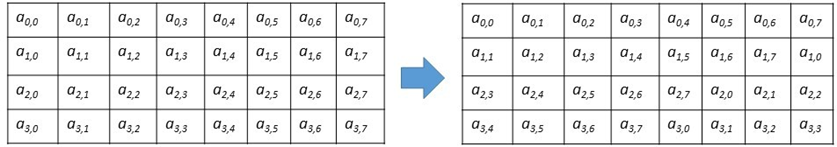 a0,0 a0,1 a0,2 a0,3 a0,4 a0,5 a0,6 a0,7
a1,0 a1,1 a1,2 a1,3 a1,4 a1,5 a1,6 a1,7
a2,0 a2,1 a2,2 a2,3 a2,4 a2,5 a2,6 a2,7
a3,0 a3,1 a3,2 a3,3 a3,4 a3,5 a3,6 a3,7
a0,0 a0,1 a0,2 a0,3 a0,4 a0,5 a0,6 a0,7
a1,1 a1,2 a1,3 a1,4 a1,5 a1,6 a1,7 a1,0
a2,3 a2,4 a2,5 a2,6 a2,7 a2,0 a2,1 a2,2
a3,4 a3,5 a3,6 a3,7 a3,0 a3,1 a3,2 a3,3